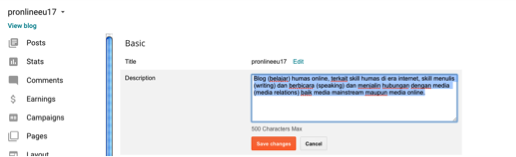 pronlineeu17
View blog
Posts
Stats
Comments
Earnings
Campaigns
Pages
Layout
Basic
Title pronlineeu17 Edit
Description
Blog (belajar) humas online, terkait skill humas di era internet, skill menulis
(writing) dan berbicara (speaking) dan menjalin hubungan dengan media
(media relations) baik media mainstream maupun media online.
500 Characters Max
Save changes Cancel